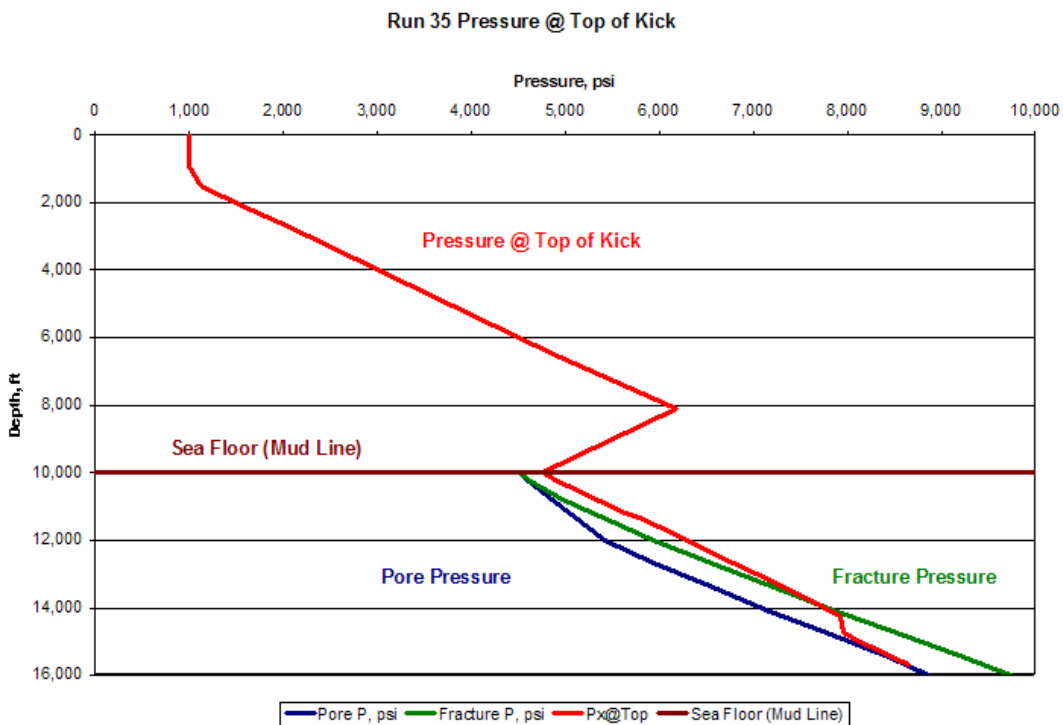 Run 35 Pressure @ Top of Kick
Pressure, psi
0 1,000 2,000 3,000 4,000 5,000 6,000 7,000 8,000 9,000 10,000
0
2,000
Pressure @ Top of Kick
4,000
6,000
Depth, ft
8,000
Sea Floor (Mud Line)
10,000
12,000
Pore Pressure Fracture Pressure
14,000
16,000
Pore P, psi Fracture P, psi Px@Top Sea Floor (Mud Line)